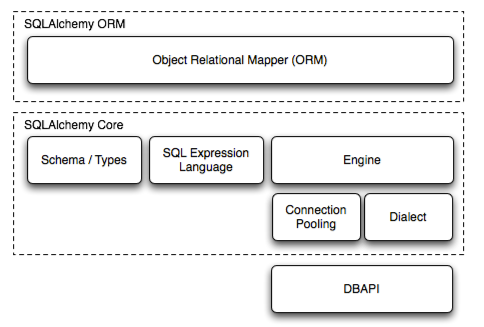 SQLAlchemy ORM
Object Relational Mapper (ORM)
SQLAlchemy Core
Schema / Types
SQL Expression
Language
Engine
Connection
Pooling
Dialect
DBAPI